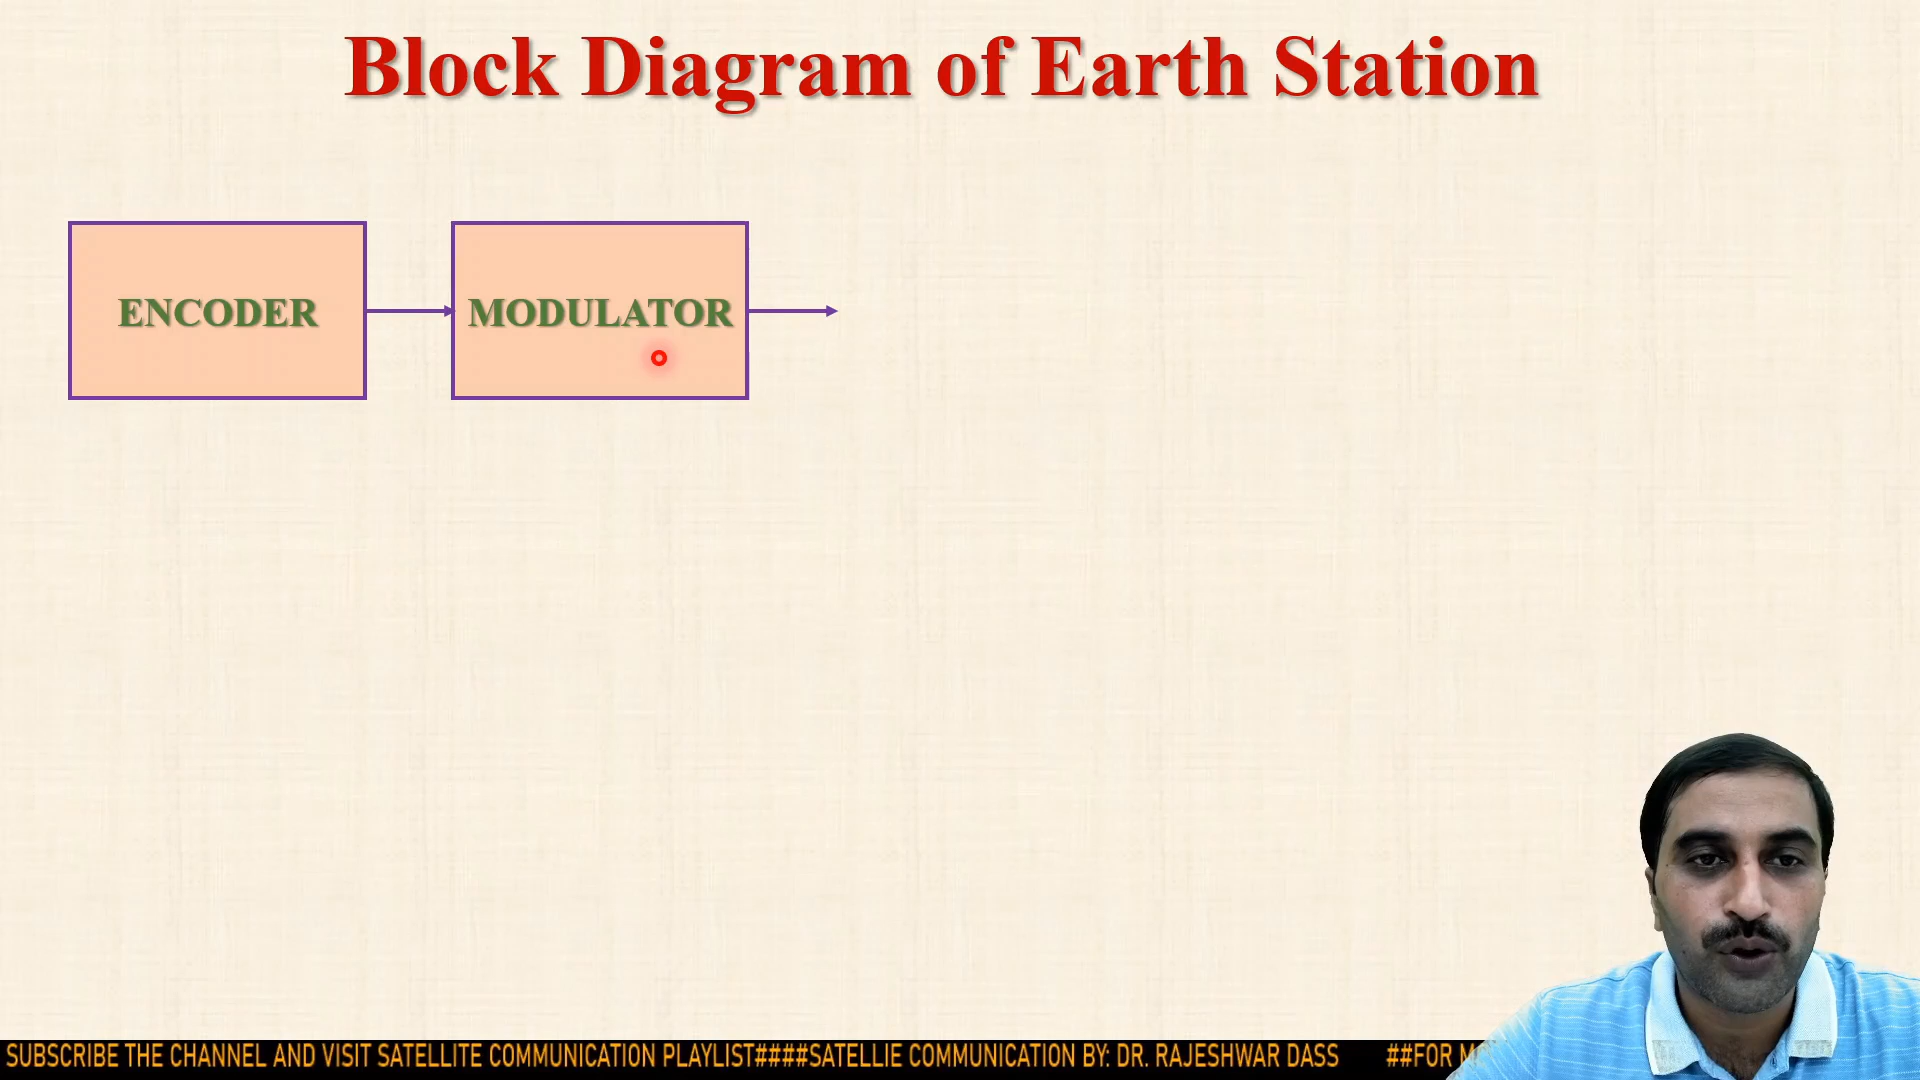 Block Diagram of Earth Station
ENCODER
MODULATOR
SUBSCRIBE THE CHANNEL AND VISIT SATELLITE COMMUNICATION PLAYLIST####SATELLIE COMMUNICATION BY: DR. RAJESHWAR DASS ##FOR